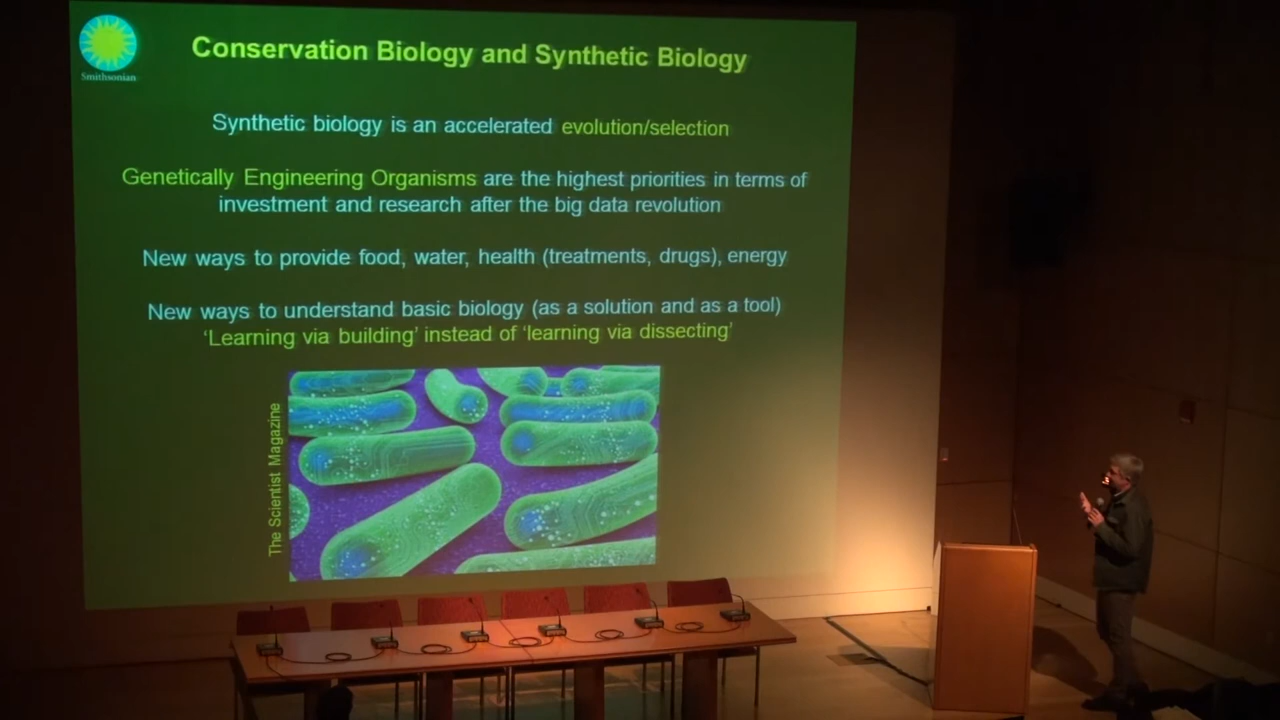 Smithsonian
Conservation Biology and Synthetic Biology
Synthetic biology is an accelerated evolution/selection
Genetically Engineering Organisms are the highest priorities in terms of
investment and research after the big data revolution
New ways to provide food, water, health (treatments, drugs), energy
New ways to understand basic biology (as a solution and as a tool)
‘Learning via building’ instead of ‘learning via dissecting’
The Scientist Magazine